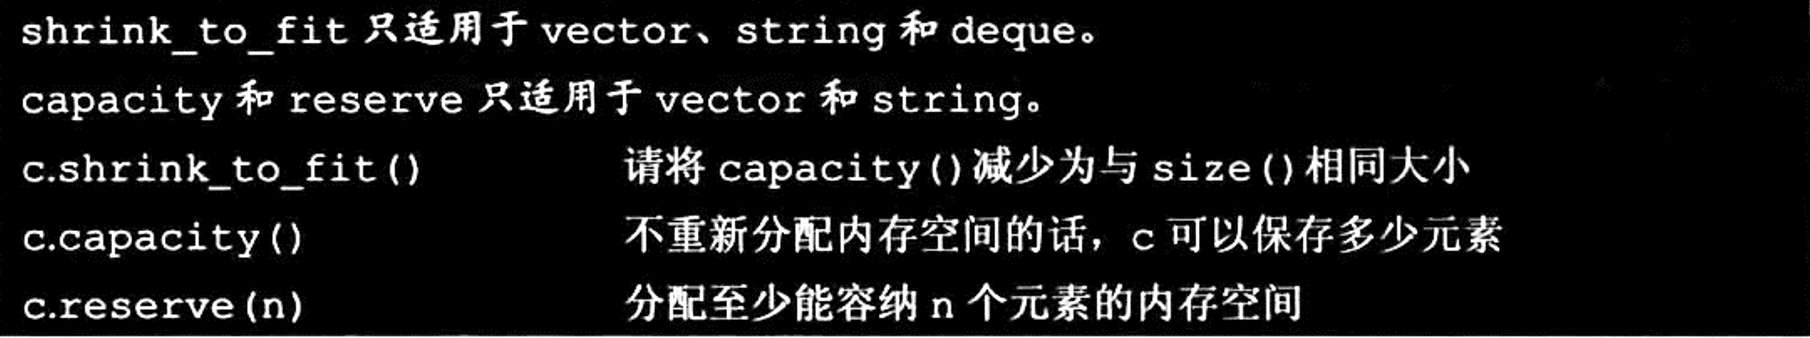 shrink_to_fit 只适用于 vector、string 和 deque。
capacity 和 reserve 只适用于 vector 和 string。
c.shrink_to_fit() 请将 capacity()减少为与 size()相同大小
c.capacity() 不重新分配内存空间的话，c 可以保存多少元素
c.reserve(n) 分配至少能容纳 n 个元素的内存空间